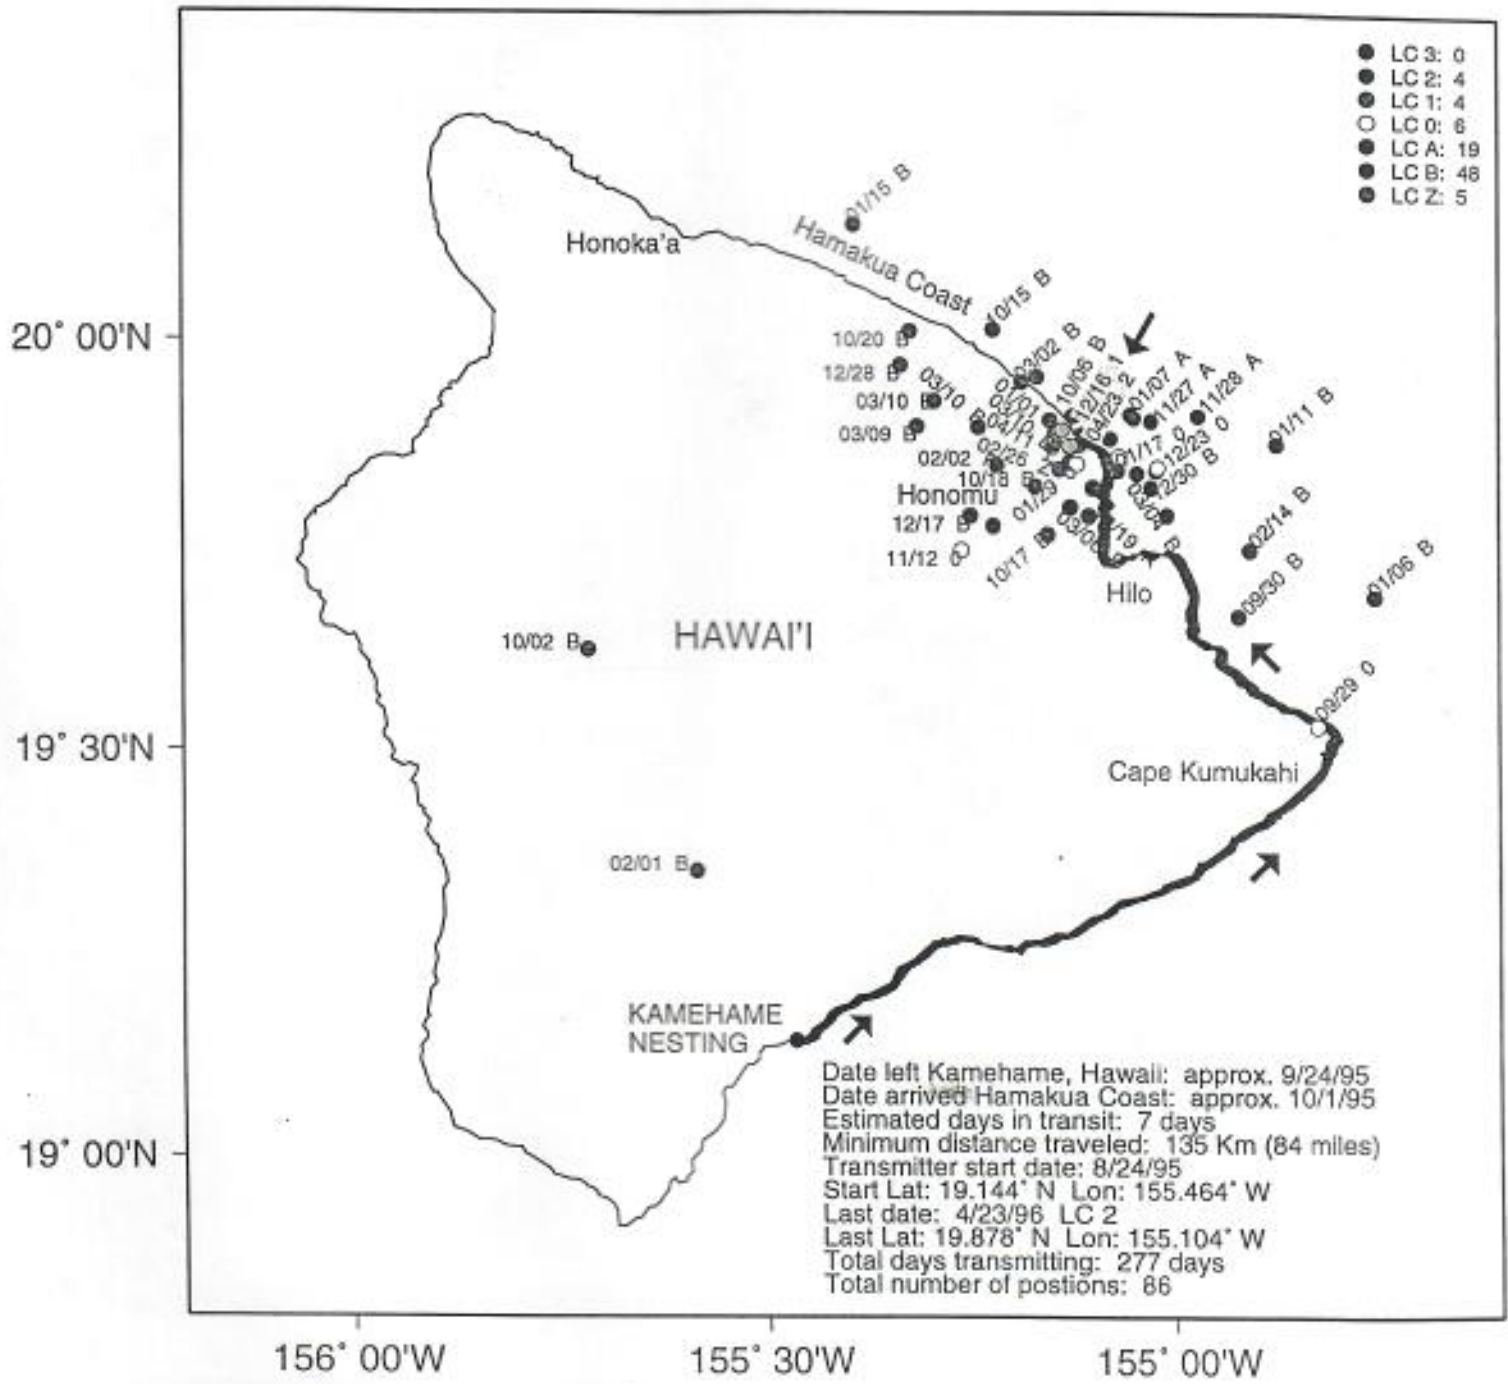 LC 3: 0
LC 2: 4
LC 1: 4
LC 0: 6
LC A: 19
LC B: 48
LC Z: 5
01/15 B
Hamakua Coast
Honoka'a
10/15 B
20° 00'N
10/20 B
03/02 B
10/06 B
12/16 1
04/23 2
01/07 A
11/27 A
11/28 A
12/28 B
03/10 B
03/10 B
03/09 B
04/11
02/26
02/02
10/18 B
01/17 0
12/23 0
12/30 B
01/11 B
Honomu
01/29
03/04 B
12/17 B
11/12 0
10/17 B
02/14 B
Hilo
09/30 B
01/06 B
10/02 B
HAWAI'I
09/29 0
19° 30'N
Cape Kumukahi
02/01 B
KAMEHAME
NESTING
Date left Kamehame, Hawaii: approx. 9/24/95
Date arrived Hamakua Coast: approx. 10/1/95
Estimated days in transit: 7 days
Minimum distance traveled: 135 Km (84 miles)
Transmitter start date: 8/24/95
Start Lat: 19.144° N Lon: 155.464° W
Last date: 4/23/96 LC 2
Last Lat: 19.878° N Lon: 155.104° W
Total days transmitting: 277 days
Total number of postions: 86
19° 00'N
156° 00'W
155° 30'W
155° 00'W